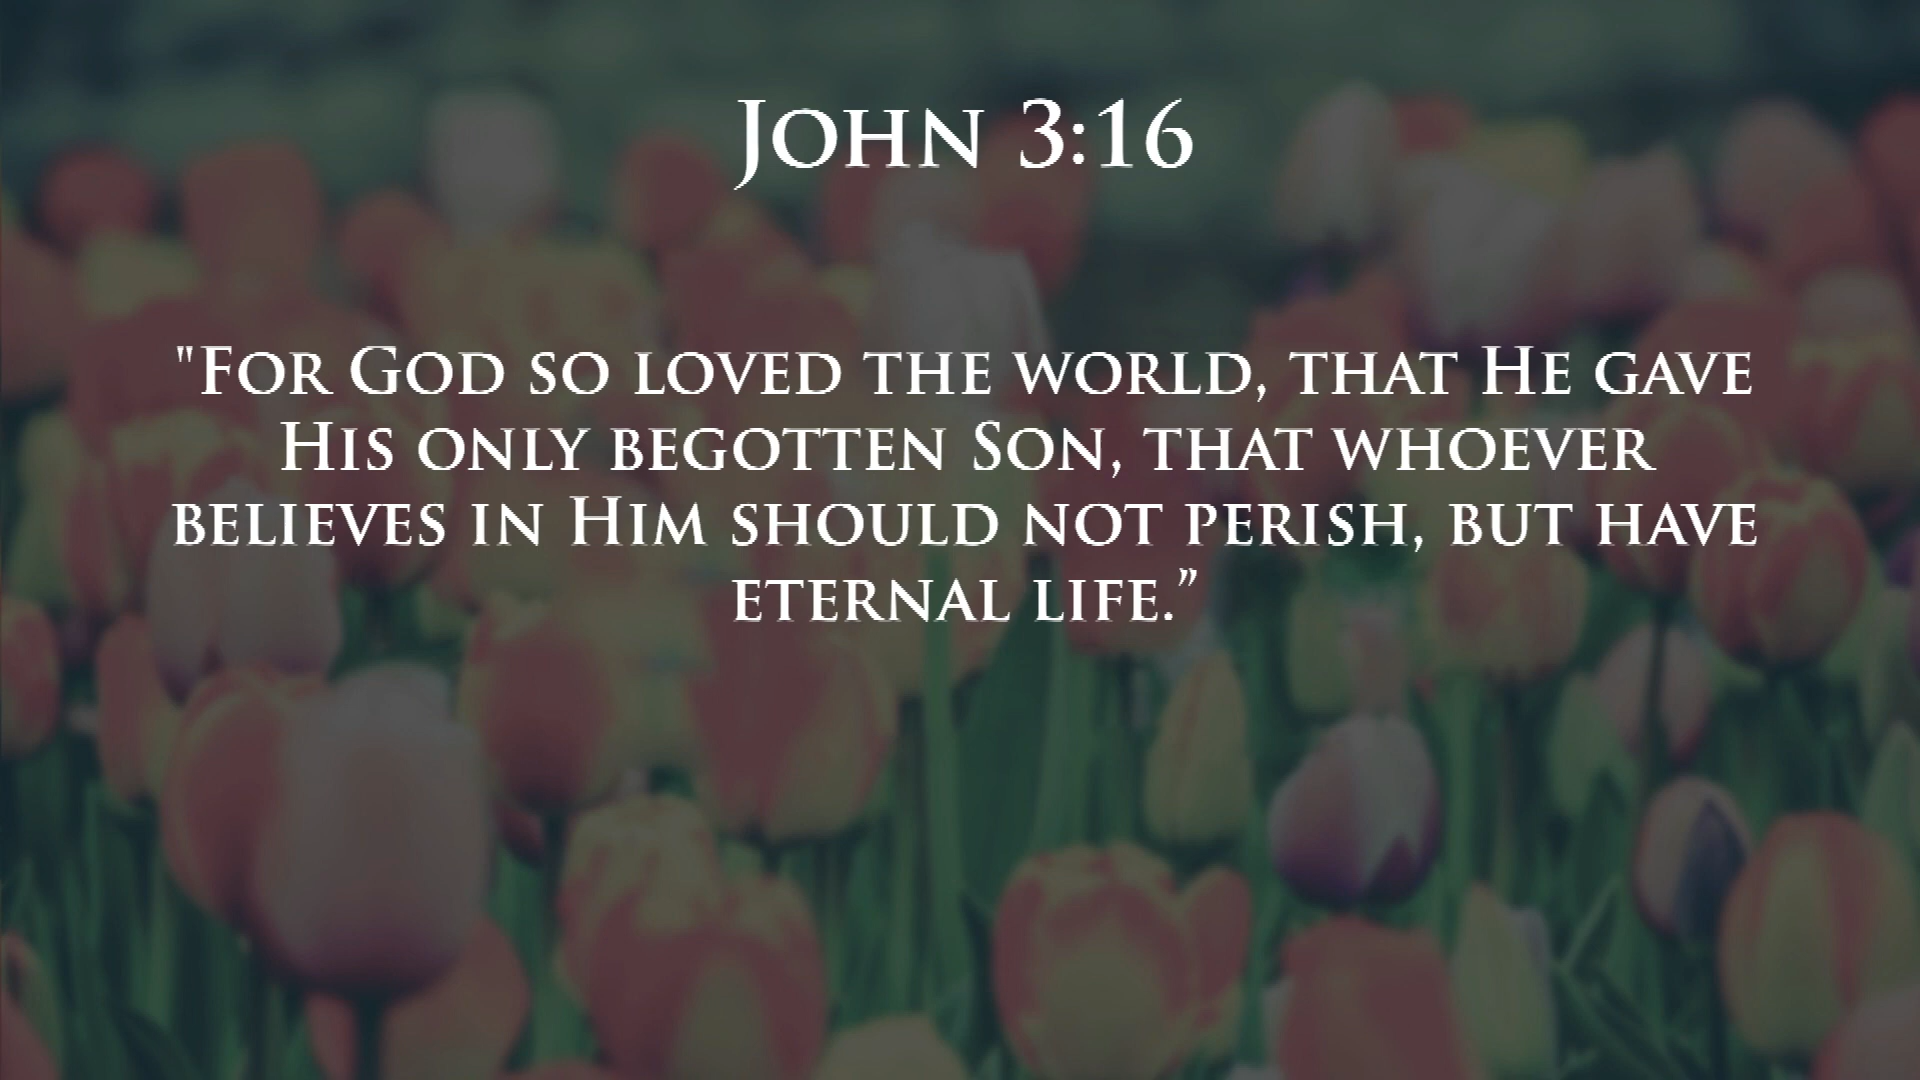 John 3:16
"For God so loved the world, that He gave
His only begotten Son, that whoever
believes in Him should not perish, but have
eternal life.”